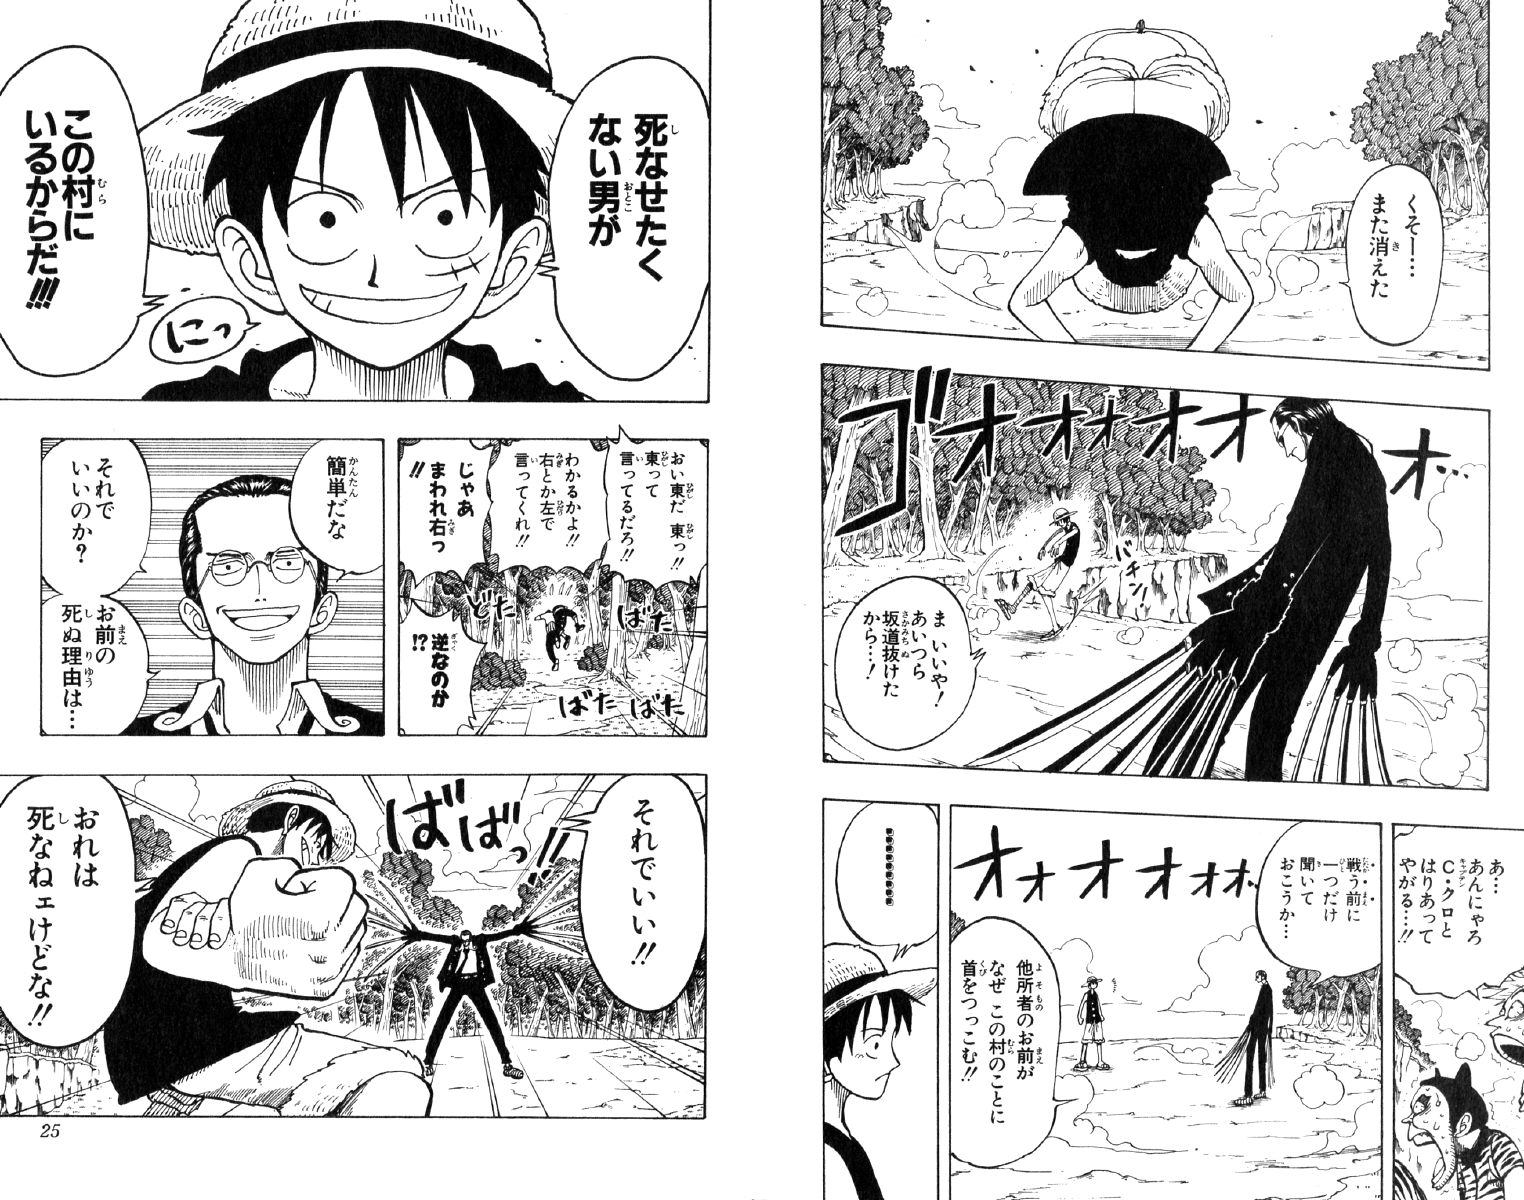 くそー…
また消えた
ゴオオオオオオ…
バチン!!
ま いいや!
あいつら
坂道抜けた
から…!
あ…
あんにゃろ
C・クロと
はりあって
やがる…!!
戦う前に
一つだけ
聞いて
おこうか…
オォオオォ…
他所者のお前が
なぜ この村のことに
首をつっこむ!!
………
死なせたく
ない男が
この村に
いるからだ!!!
にっ
おい東だ 東っ!!
東って
言ってるだろ!!
わかるかよ!!
右とか左で
言ってくれ!!
じゃあ
まわれ右っ
!!
ばた
どた
ばた
ばた
逆なのか
!?
簡単だな
それで
いいのか?
お前の
死ぬ理由は…
それでいい!!
ばばっ!!
おれは
死なねェけどな!!
25